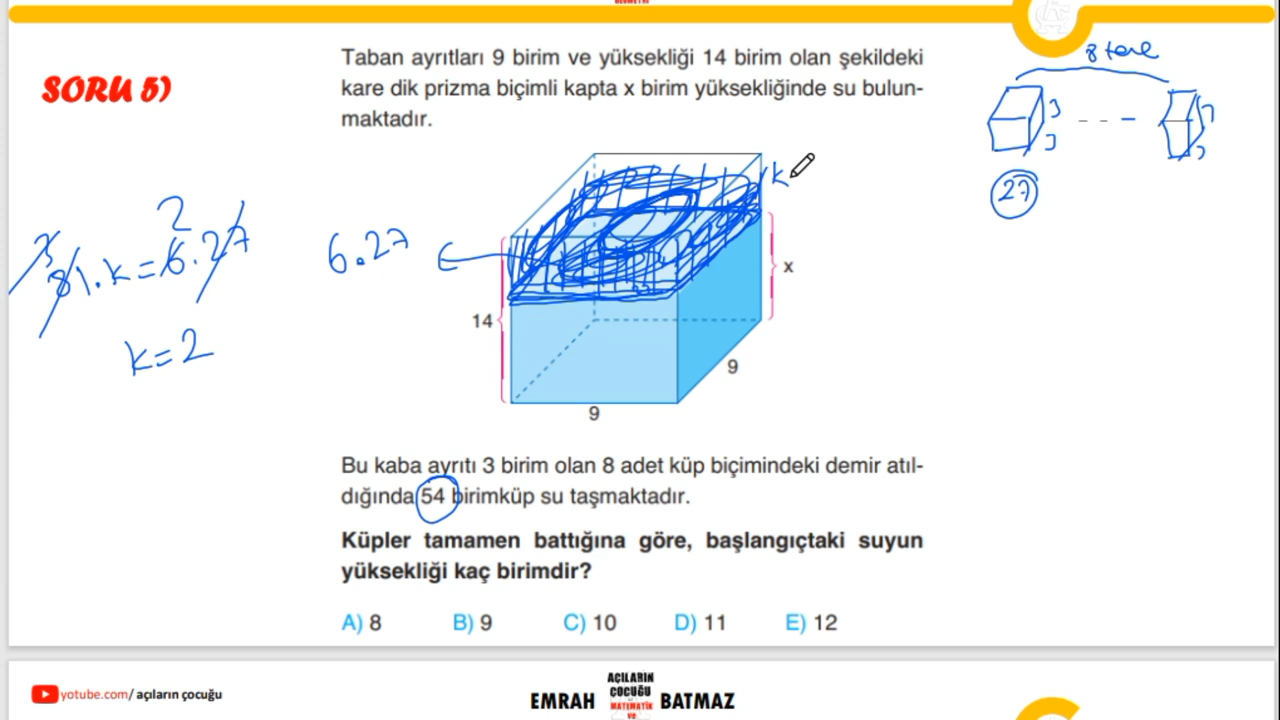 GEOMETRİ
SORU 5)
Taban ayrıtları 9 birim ve yüksekliği 14 birim olan şekildeki
kare dik prizma biçimli kapta x birim yüksekliğinde su bulun-
maktadır.
8 tane
3
3
3
27
k
81.k=6.27
3
2
k=2
6.27
14
x
9
9
Bu kaba ayrıtı 3 birim olan 8 adet küp biçimindeki demir atıl-
dığında 54 birimküp su taşmaktadır.
Küpler tamamen battığına göre, başlangıçtaki suyun
yüksekliği kaç birimdir?
A) 8 B) 9 C) 10 D) 11 E) 12
yotube.com/ açıların çocuğu
EMRAH
AÇILARIN
ÇOCUĞU
MATEMATİK
ve
BATMAZ